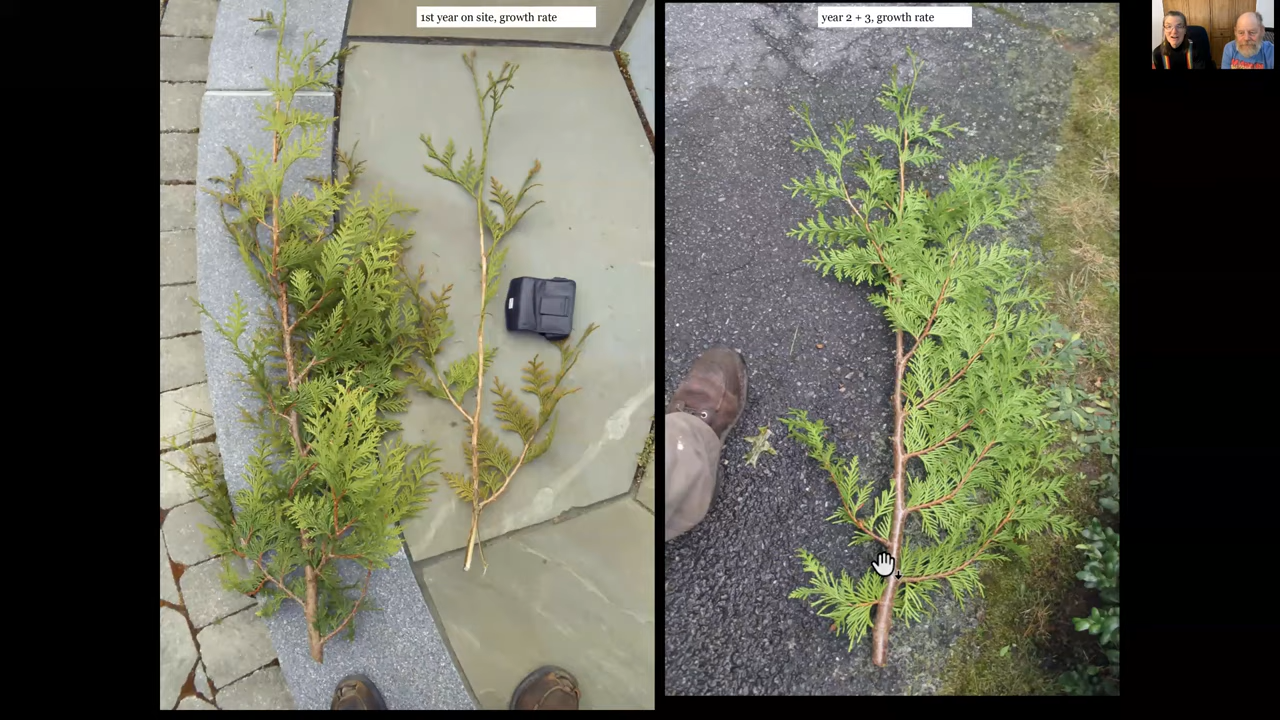 1st year on site, growth rate
year 2 + 3, growth rate